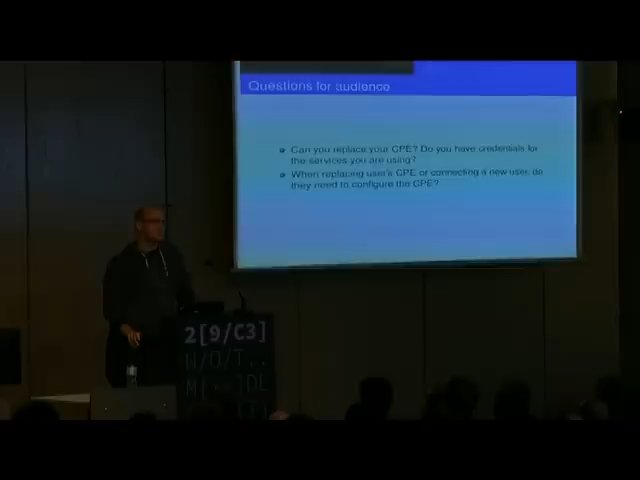 Questions for audience
Can you replace your CPE? Do you have credentials for
the services you are using?
When replacing user's CPE or connecting a new user, do
they need to configure the CPE?
2[9/C3]
N/O/T..